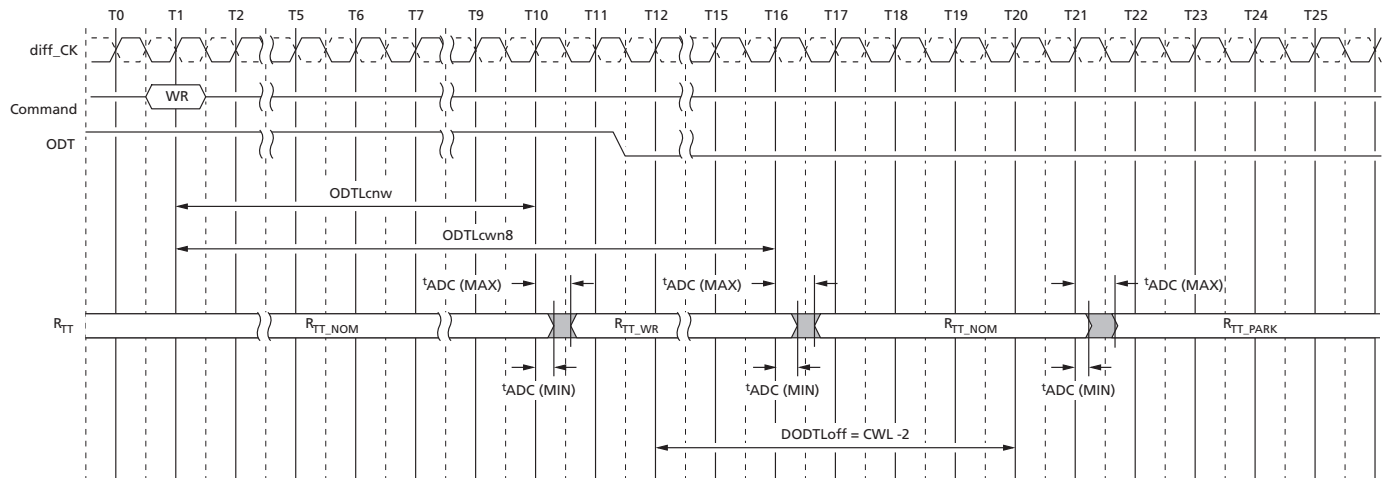 T0 T1 T2 T5 T6 T7 T9 T10 T11 T12 T15 T16 T17 T18 T19 T20 T21 T22 T23 T24 T25
diff_CK
Command WR
ODT
ODTLcnw
ODTLcwn8
tADC (MAX) tADC (MAX) tADC (MAX)
RTT RTT_NOM RTT_WR RTT_NOM RTT_PARK
tADC (MIN) tADC (MIN) tADC (MIN)
DODTLoff = CWL -2